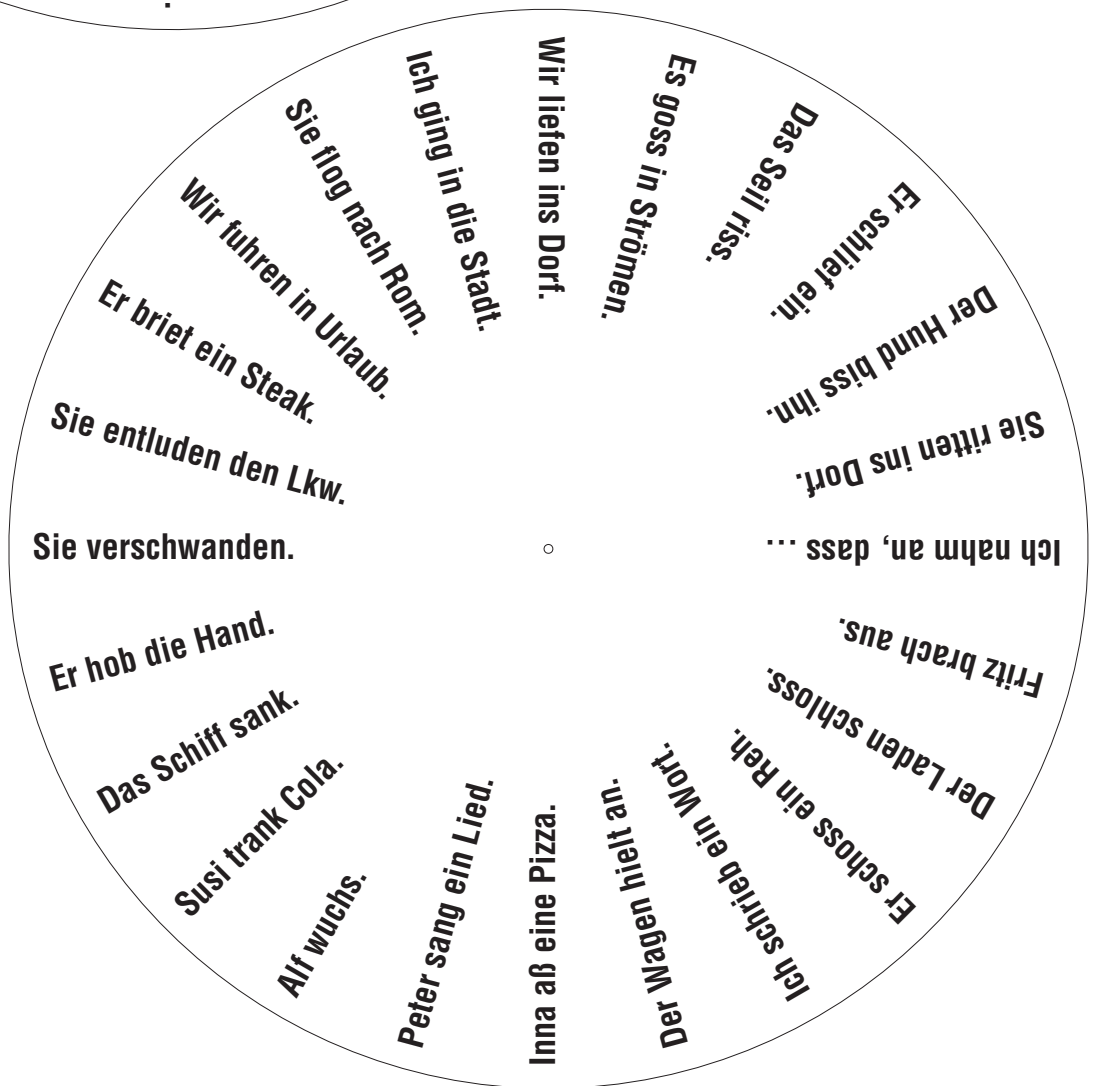 Wir liefen ins Dorf.
Es goss in Strömen.
Das Seil riss.
Er schlief ein.
Der Hund biss ihn.
Sie ritten ins Dorf.
Ich nahm an, dass ...
Fritz brach aus.
Der Laden schloss.
Er schoss ein Reh.
Ich schrieb ein Wort.
Der Wagen hielt an.
Inna aß eine Pizza.
Peter sang ein Lied.
Alf wuchs.
Susi trank Cola.
Das Schiff sank.
Er hob die Hand.
Sie verschwanden.
Sie entluden den Lkw.
Er briet ein Steak.
Wir fuhren in Urlaub.
Sie flog nach Rom.
Ich ging in die Stadt.